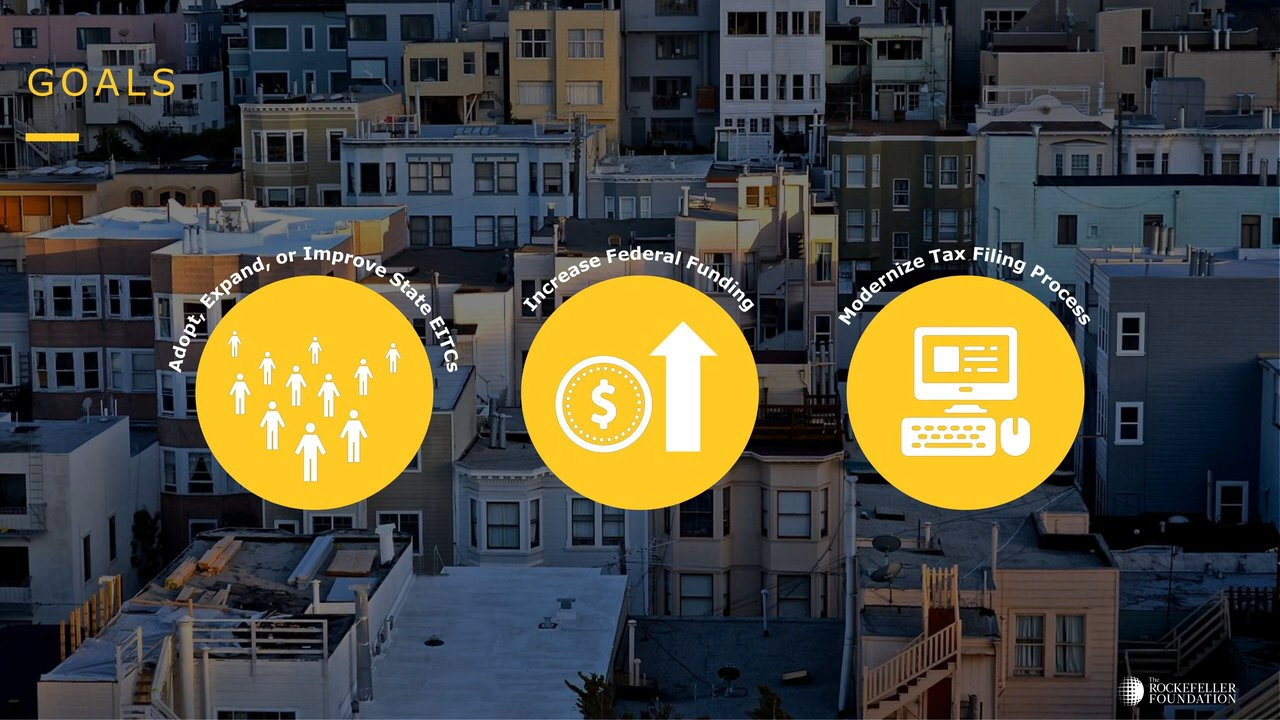 GOALS
Adopt, Expand, or Improve State EITCs
Increase Federal Funding
Modernize Tax Filing Process
$
The
ROCKEFELLER
FOUNDATION